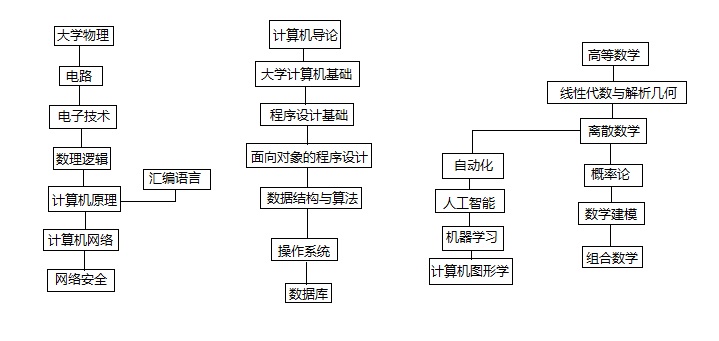 大学物理
电路
电子技术
数理逻辑
汇编语言
计算机原理
计算机网络
网络安全
计算机导论
大学计算机基础
程序设计基础
面向对象的程序设计
数据结构与算法
操作系统
数据库
高等数学
线性代数与解析几何
离散数学
自动化
人工智能
机器学习
计算机图形学
概率论
数学建模
组合数学